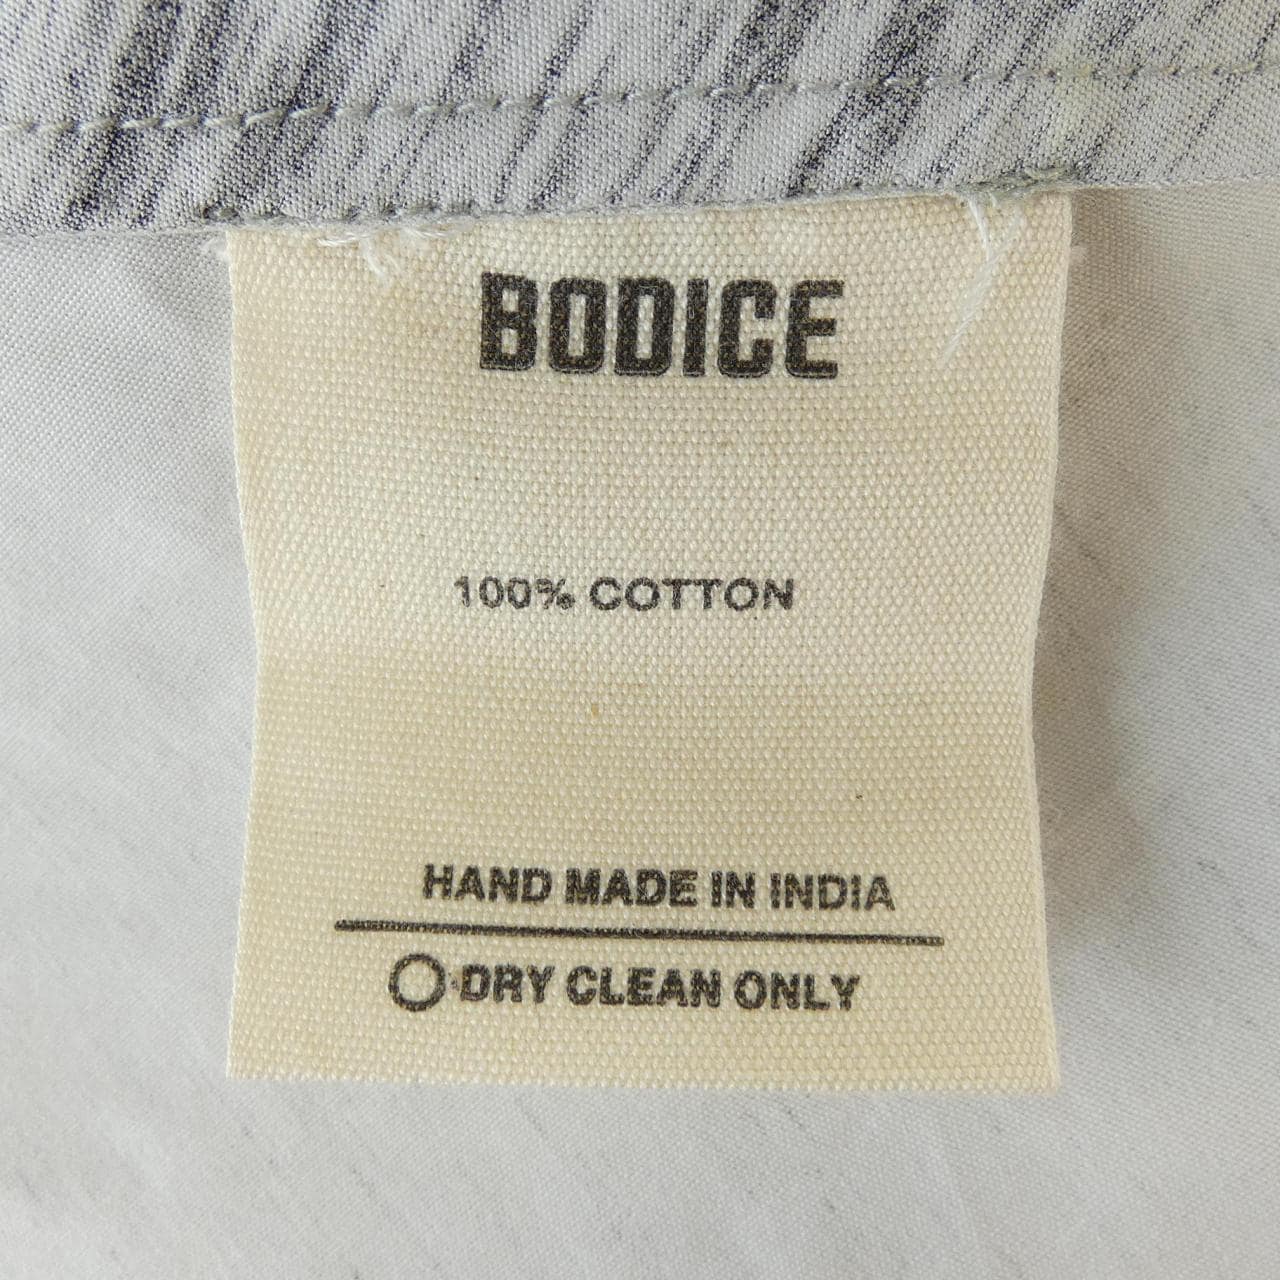 BODICE
100% COTTON
HAND MADE IN INDIA
DRY CLEAN ONLY